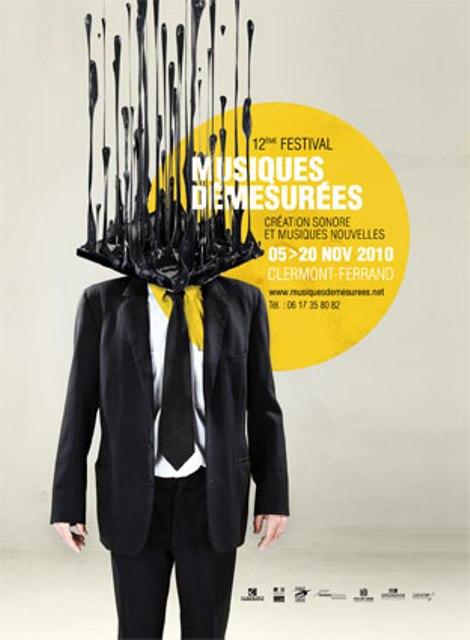 12ÈME FESTIVAL
MUSIQUES
DÉMESURÉES
CRÉATION SONORE
ET MUSIQUES NOUVELLES
05>20 NOV 2010
CLERMONT-FERRAND
www.musiquesdemesurees.net
Tél. : 06 17 35 80 82